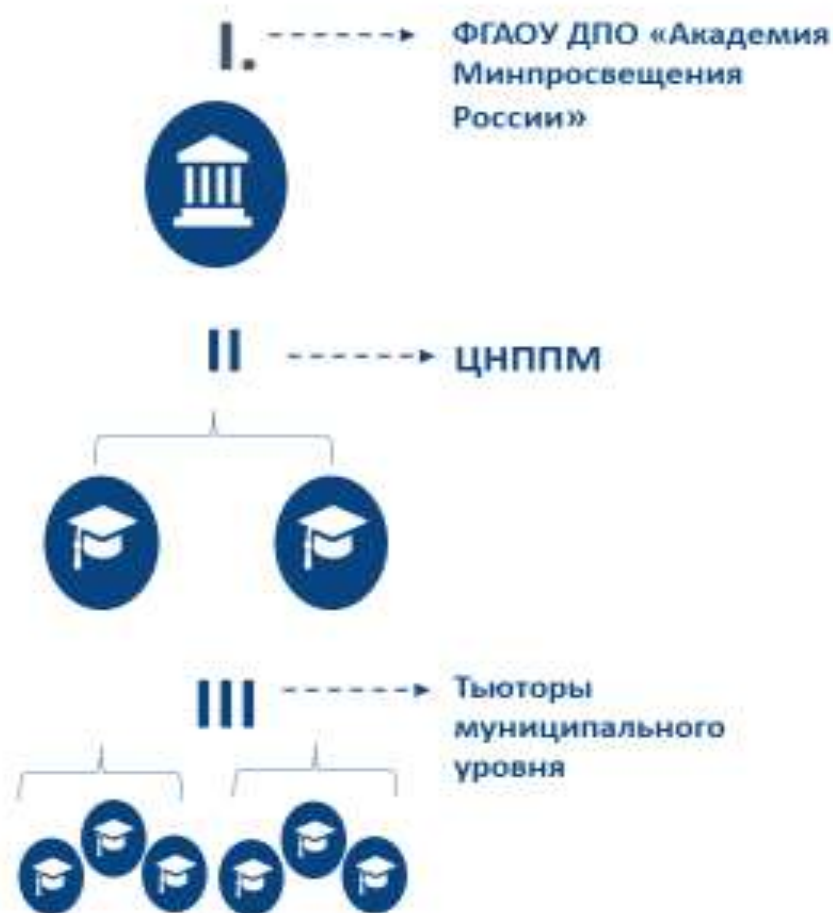 I.
ФГАОУ ДПО «Академия
Минпросвещения
России»
II
ЦНППМ
III
Тьюторы
муниципального
уровня